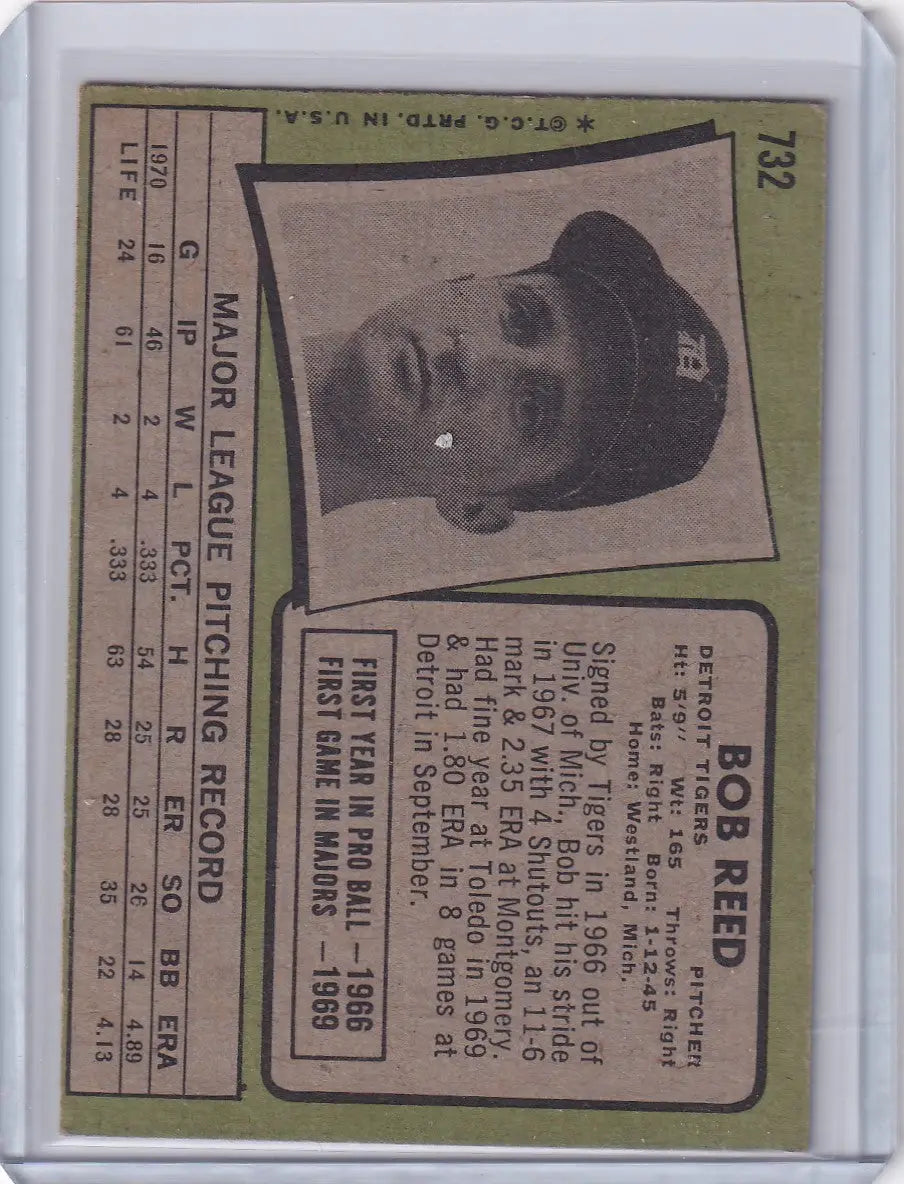 732
* ©T.C.G. PRTD. IN U.S.A.
BOB REED
DETROIT TIGERS PITCHER
Ht: 5'9" Wt: 165 Throws: Right
Bats: Right Born: 1-12-45
Home: Westland, Mich.
Signed by Tigers in 1966 out of
Univ. of Mich., Bob hit his stride
in 1967 with 4 Shutouts, an 11-6
mark & 2.35 ERA at Montgomery.
Had fine year at Toledo in 1969
& had 1.80 ERA in 8 games at
Detroit in September.
FIRST YEAR IN PRO BALL—1966
FIRST GAME IN MAJORS —1969
MAJOR LEAGUE PITCHING RECORD
G IP W L PCT. H R ER SO BB ERA
1970 16 46 2 4 .333 54 25 25 26 14 4.89
LIFE 24 61 2 4 .333 63 28 28 35 22 4.13